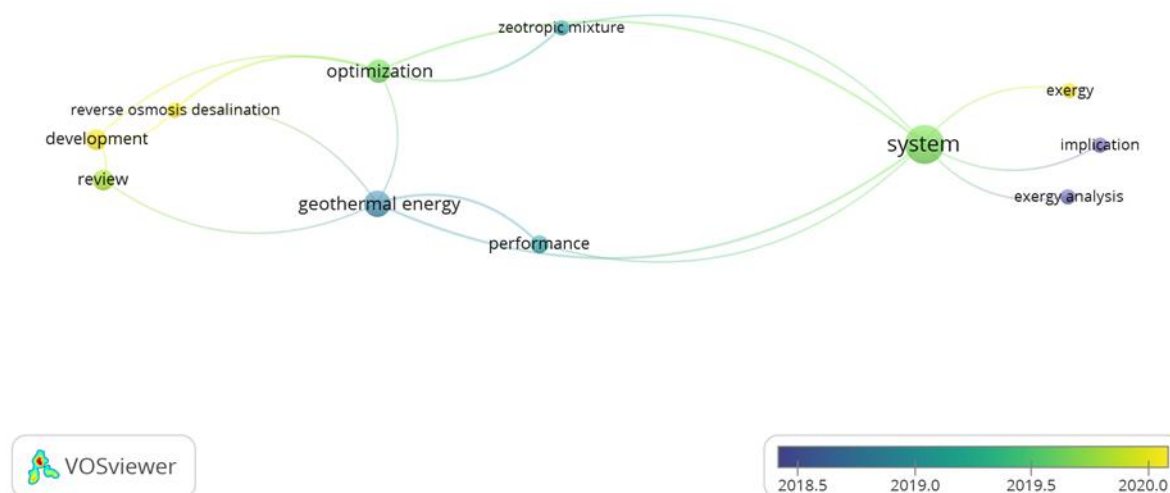 zeotropic mixture
optimization
exergy
reverse osmosis desalination
development
system
implication
review
exergy analysis
geothermal energy
performance
VOSviewer
2018.5 2019.0 2019.5 2020.0